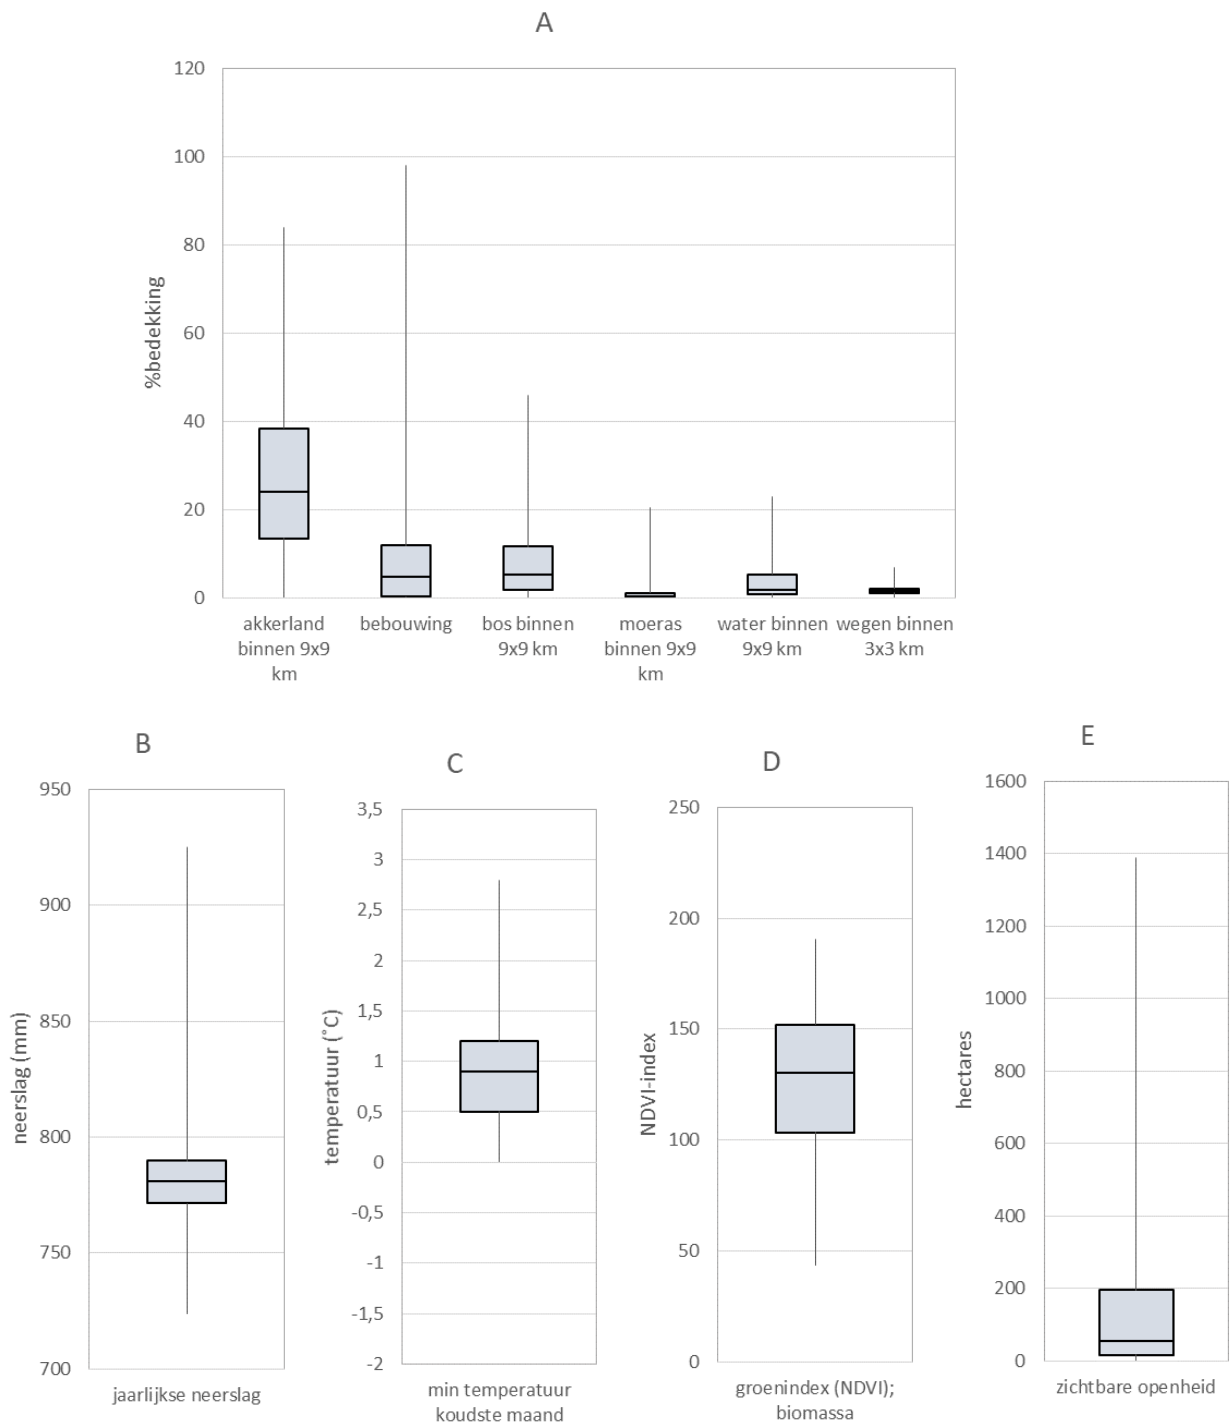 A
120
100
80
60
40
20
0
%bedekking
akkerland
binnen 9x9
km
bebouwing
bos binnen
9x9 km
moeras
binnen 9x9
km
water binnen
9x9 km
wegen binnen
3x3 km
B
950
900
850
800
750
700
neerslag (mm)
jaarlijkse neerslag
C
3,5
3
2,5
2
1,5
1
0,5
0
-0,5
-1
-1,5
-2
temperatuur (˚C)
min temperatuur
koudste maand
D
250
200
150
100
50
0
NDVI-index
groenindex (NDVI);
biomassa
E
1600
1400
1200
1000
800
600
400
200
0
hectares
zichtbare openheid